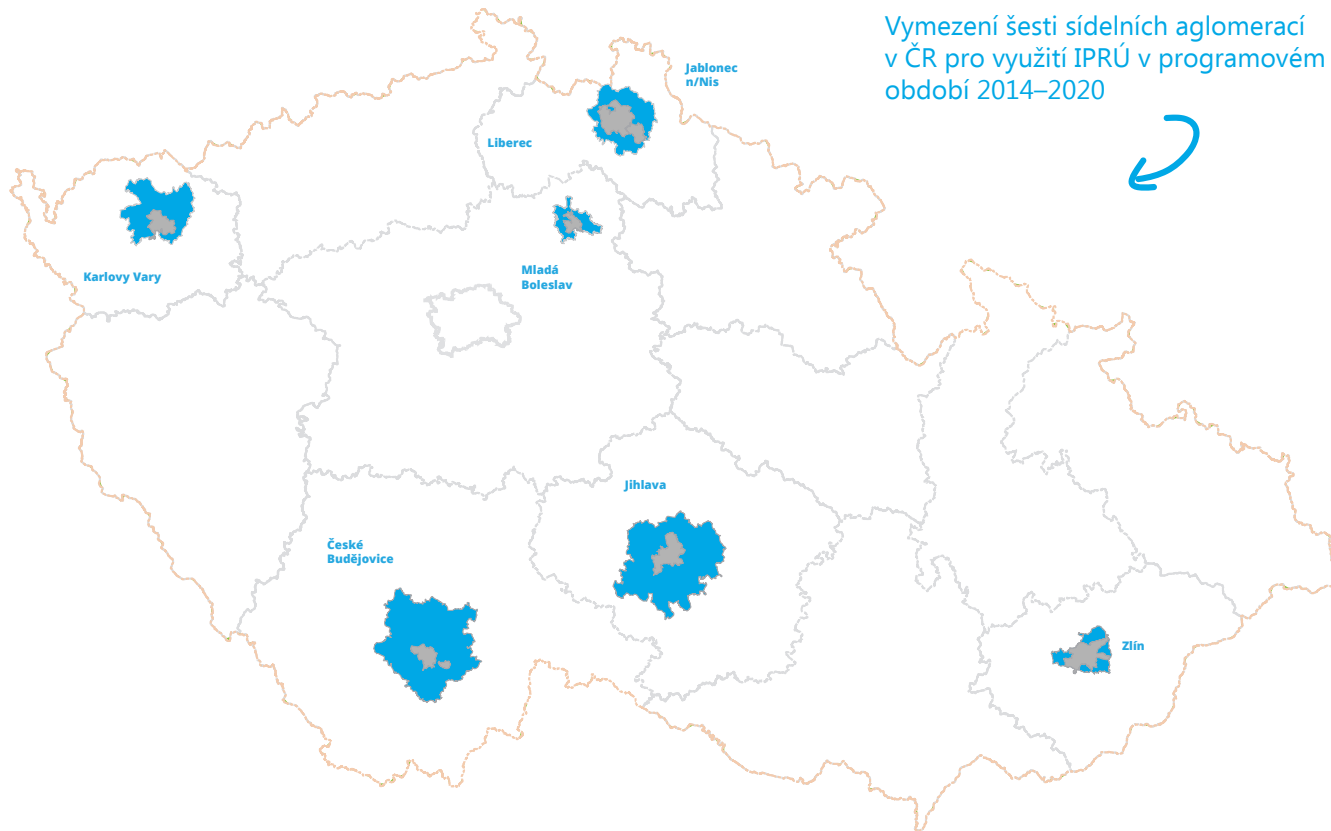 Vymezení šesti sídelních aglomerací
v ČR pro využití IPRÚ v programovém
období 2014–2020
Jablonec
n/Nis
Liberec
Karlovy Vary
Mladá
Boleslav
Jihlava
České
Budějovice
Zlín